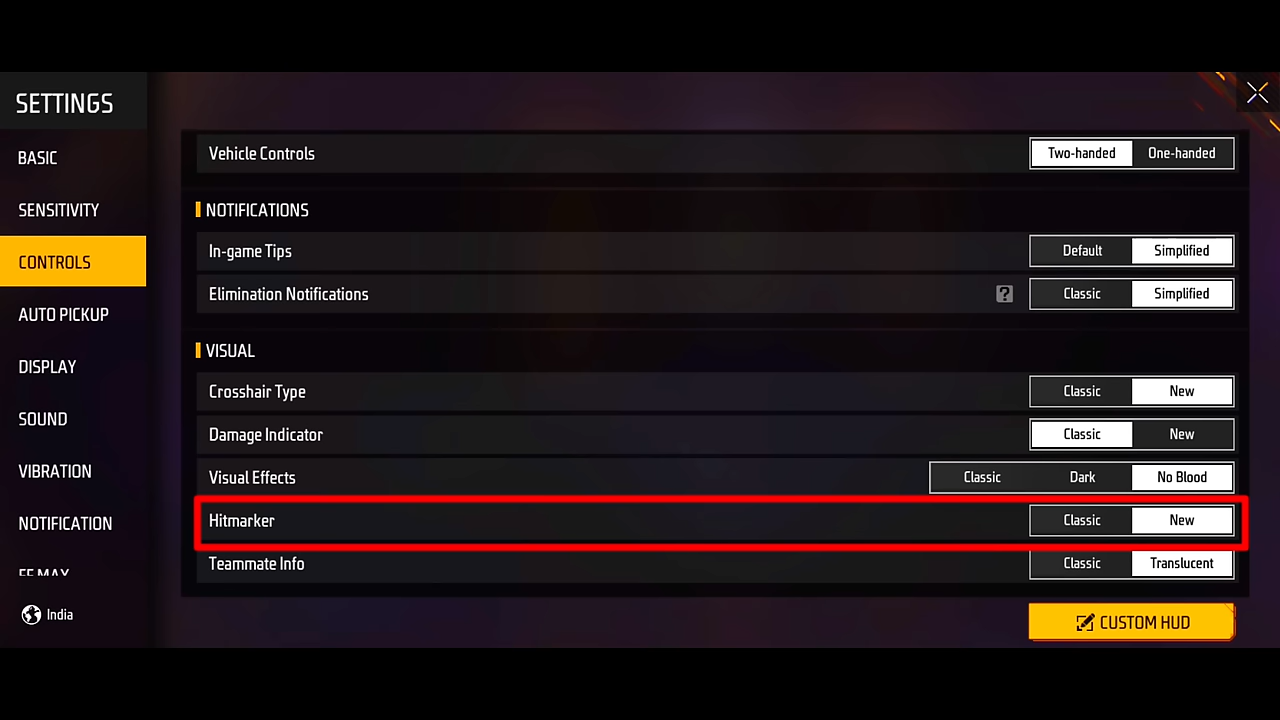 SETTINGS
BASIC
SENSITIVITY
CONTROLS
AUTO PICKUP
DISPLAY
SOUND
VIBRATION
NOTIFICATION
FF MAX
India
Vehicle Controls Two-handed One-handed
NOTIFICATIONS
In-game Tips Default Simplified
Elimination Notifications ? Classic Simplified
VISUAL
Crosshair Type Classic New
Damage Indicator Classic New
Visual Effects Classic Dark No Blood
Hitmarker Classic New
Teammate Info Classic Translucent
CUSTOM HUD